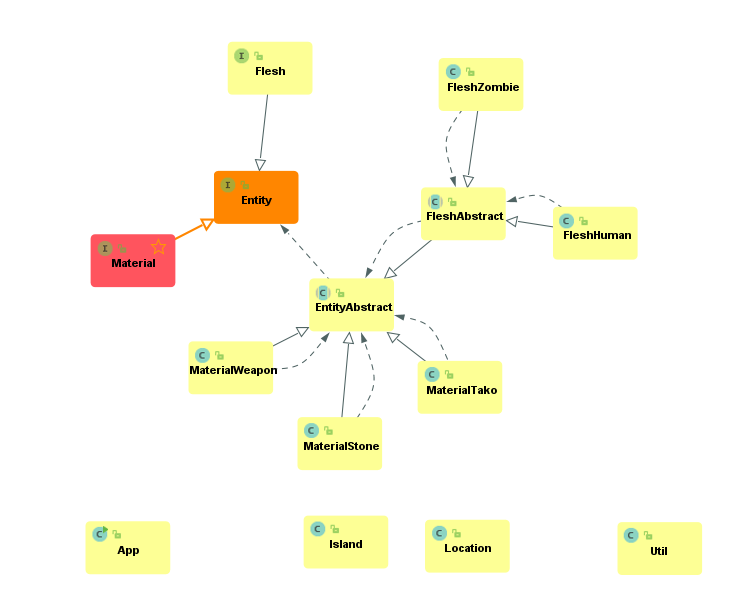 I
Flesh
C
FleshZombie
I
Entity
C
FleshAbstract
C
FleshHuman
I
Material
C
EntityAbstract
C
MaterialWeapon
C
MaterialTako
C
MaterialStone
C
App
C
Island
C
Location
C
Util